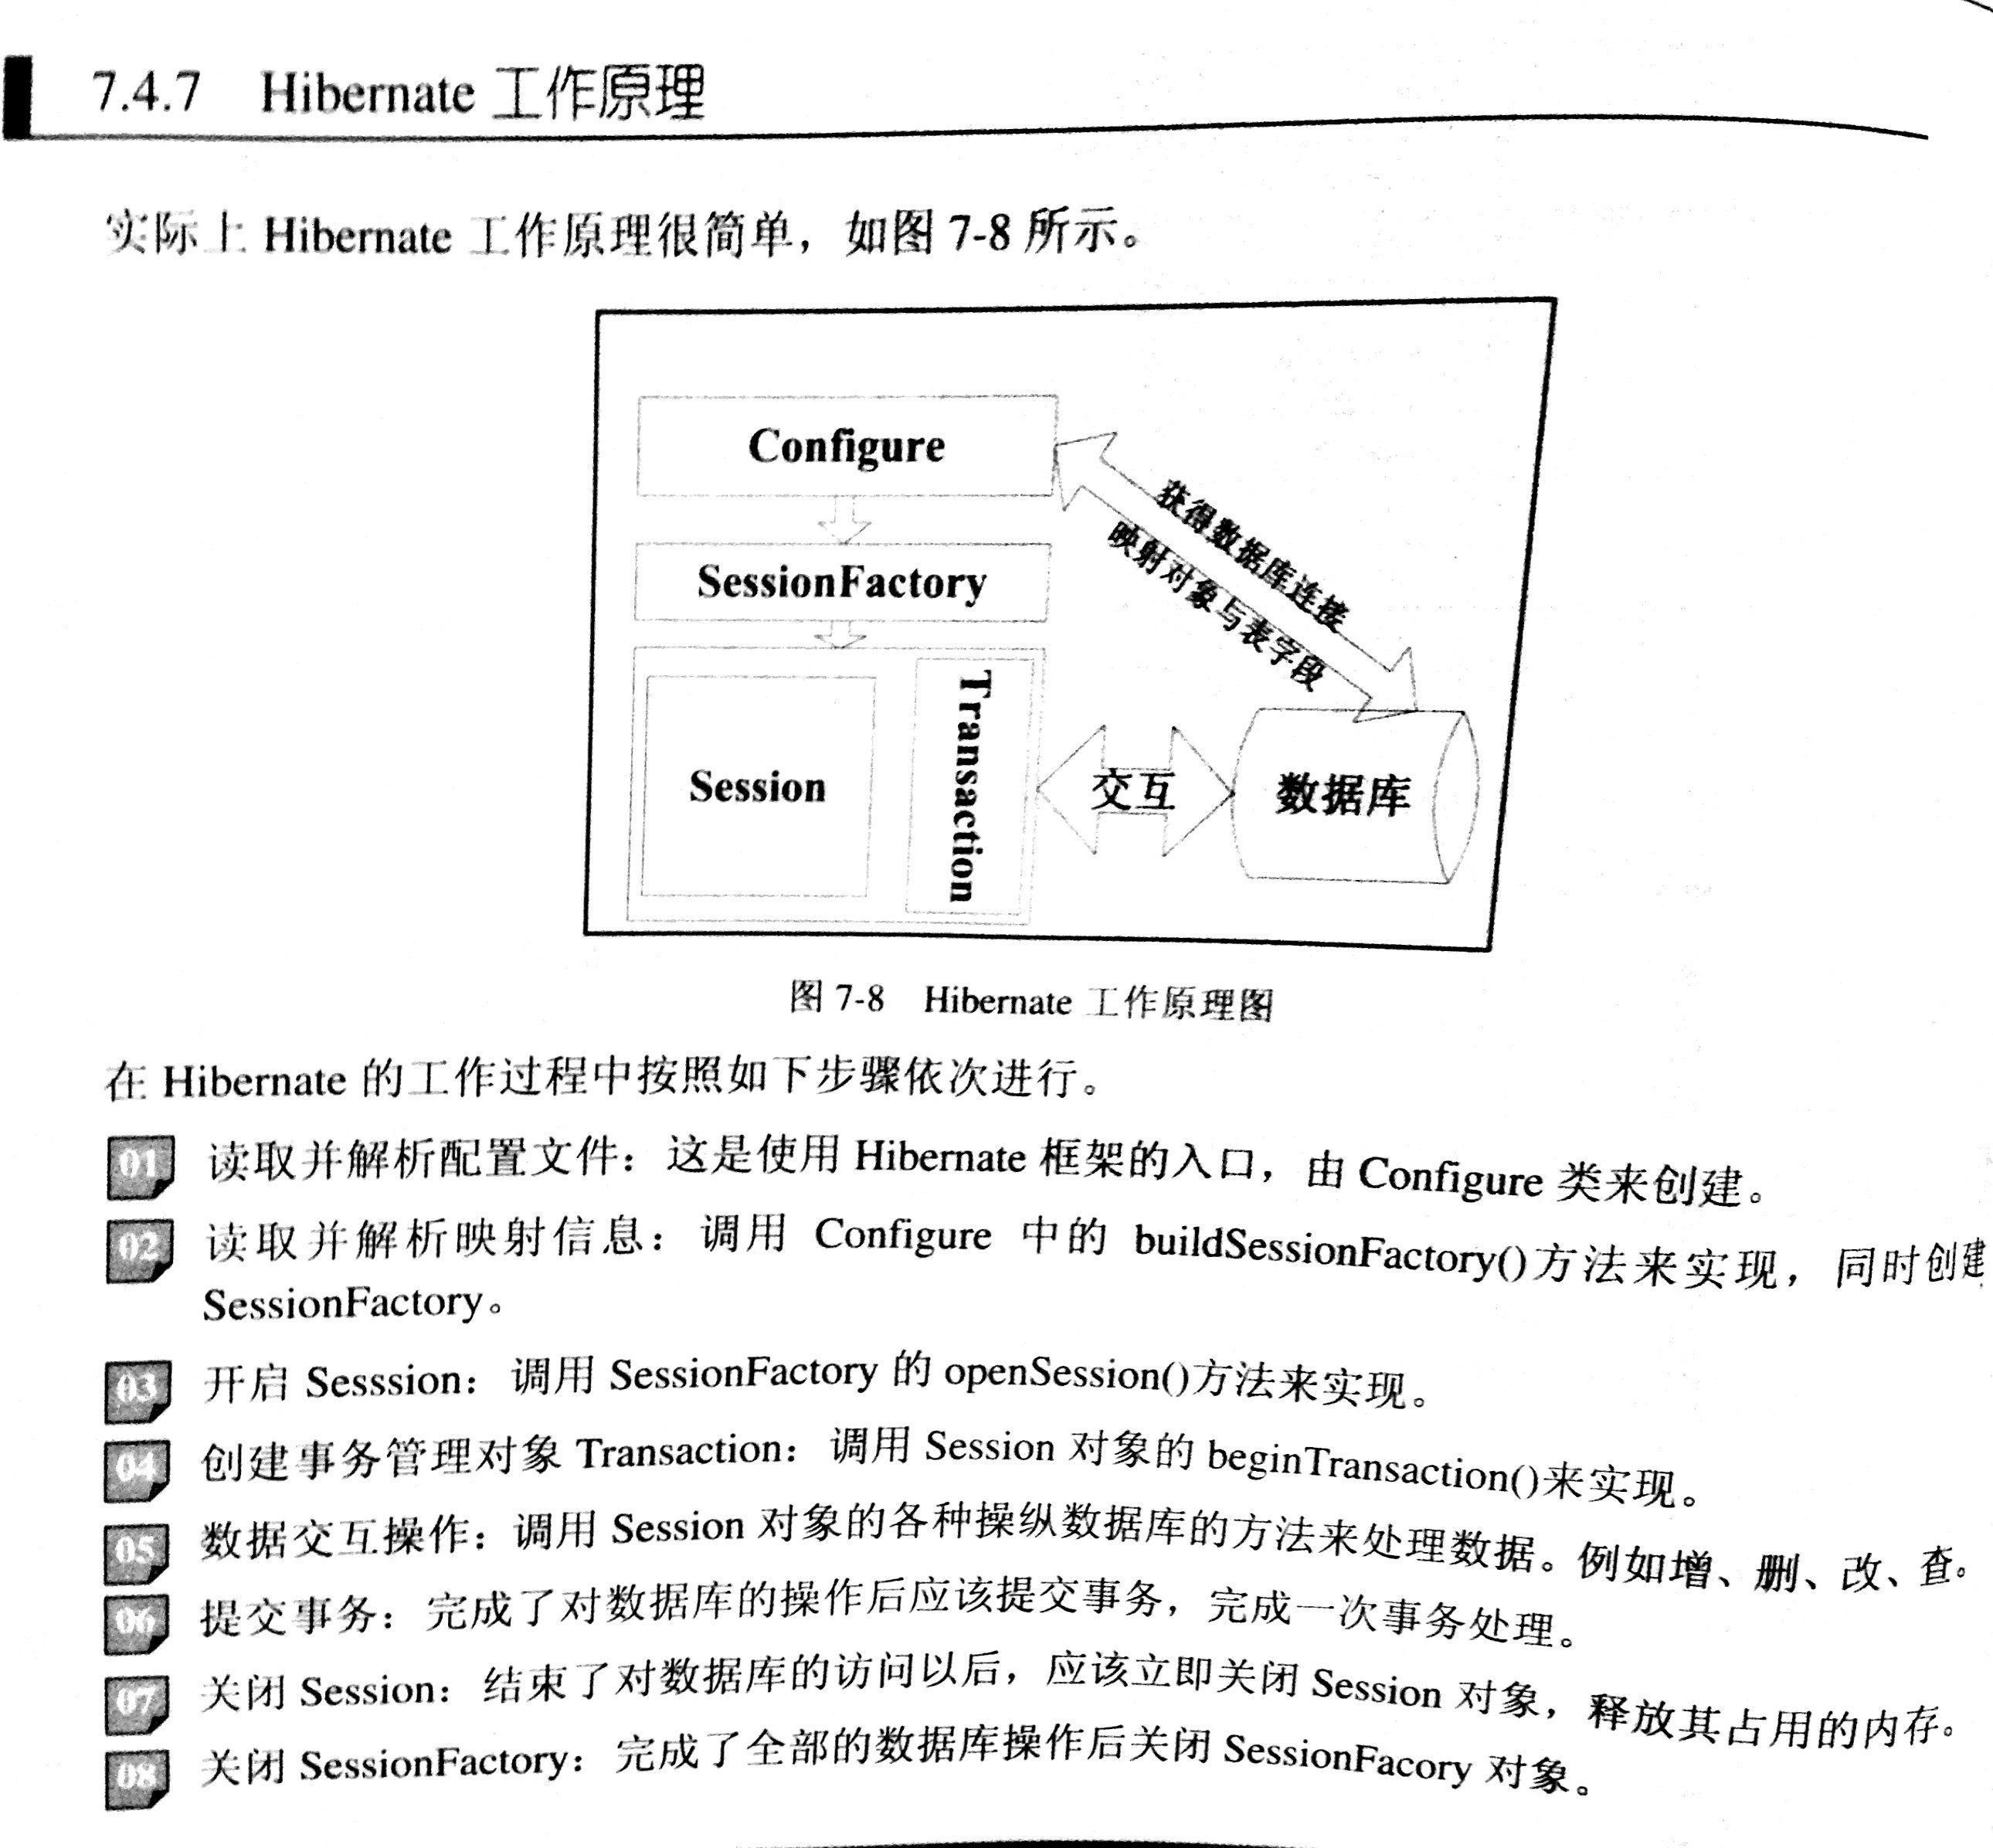 7.4.7 Hibernate 工作原理
实际上 Hibernate 工作原理很简单，如图 7-8 所示。
Configure
获得数据库连接
映射对象与表字段
SessionFactory
Session
Transaction
交互
数据库
图 7-8 Hibernate 工作原理图
在 Hibernate 的工作过程中按照如下步骤依次进行。
01 读取并解析配置文件：这是使用 Hibernate 框架的入口，由 Configure 类来创建。
02 读取并解析映射信息：调用 Configure 中的 buildSessionFactory()方法来实现，同时创建
SessionFactory。
03 开启 Sesssion：调用 SessionFactory 的 openSession()方法来实现。
04 创建事务管理对象 Transaction：调用 Session 对象的 beginTransaction()来实现。
05 数据交互操作：调用 Session 对象的各种操纵数据库的方法来处理数据。例如增、删、改、查。
06 提交事务：完成了对数据库的操作后应该提交事务，完成一次事务处理。
07 关闭 Session：结束了对数据库的访问以后，应该立即关闭 Session 对象，释放其占用的内存。
08 关闭 SessionFactory：完成了全部的数据库操作后关闭 SessionFacory 对象。